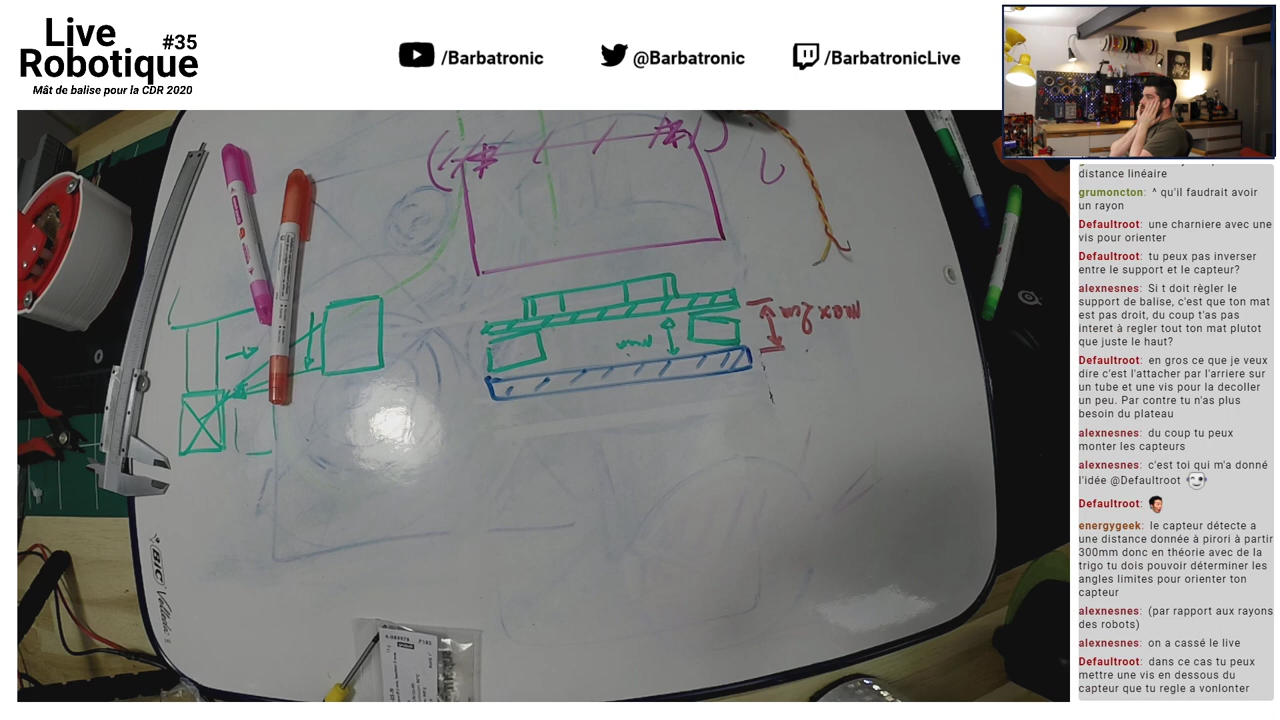 Live
Robotique
#35
Mât de balise pour la CDR 2020
/Barbatronic
@Barbatronic
/BarbatronicLive
distance linéaire
grumoncton: ^ qu'il faudrait avoir
un rayon
Defaultroot: une charniere avec une
vis pour orienter
Defaultroot: tu peux pas inverser
entre le support et le capteur?
alexnesnes: Si t doit règler le
support de balise, c'est que ton mat
est pas droit, du coup t'as pas
interet à regler tout ton mat plutot
que juste le haut?
Defaultroot: en gros ce que je veux
dire c'est l'attacher par l'arriere sur
un tube et une vis pour la decoller
un peu. Par contre tu n'as plus
besoin du plateau
alexnesnes: du coup tu peux
monter les capteurs
alexnesnes: c'est toi qui m'a donné
l'idée @Defaultroot
Defaultroot:
energygeek: le capteur détecte a
une distance donnée à pirori à partir
300mm donc en théorie avec de la
trigo tu dois pouvoir déterminer les
angles limites pour orienter ton
capteur
alexnesnes: (par rapport aux rayons
des robots)
alexnesnes: on a cassé le live
Defaultroot: dans ce cas tu peux
mettre une vis en dessous du
capteur que tu regle a vonlonter
BIC
Velleda